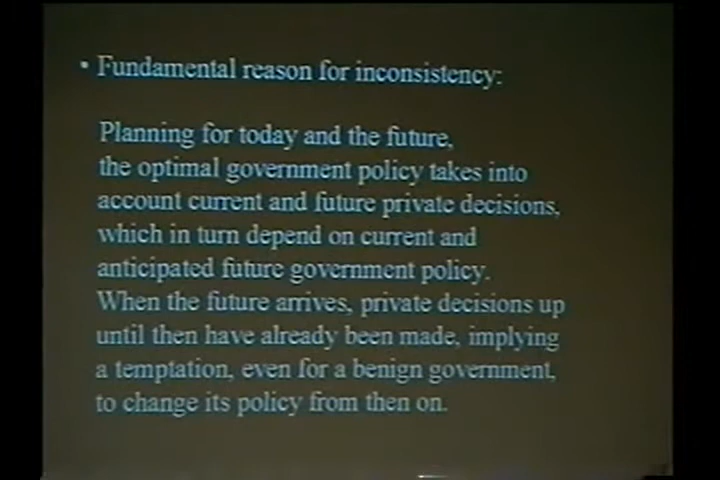 • Fundamental reason for inconsistency:
Planning for today and the future,
the optimal government policy takes into
account current and future private decisions,
which in turn depend on current and
anticipated future government policy.
When the future arrives, private decisions up
until then have already been made, implying
a temptation, even for a benign government,
to change its policy from then on.